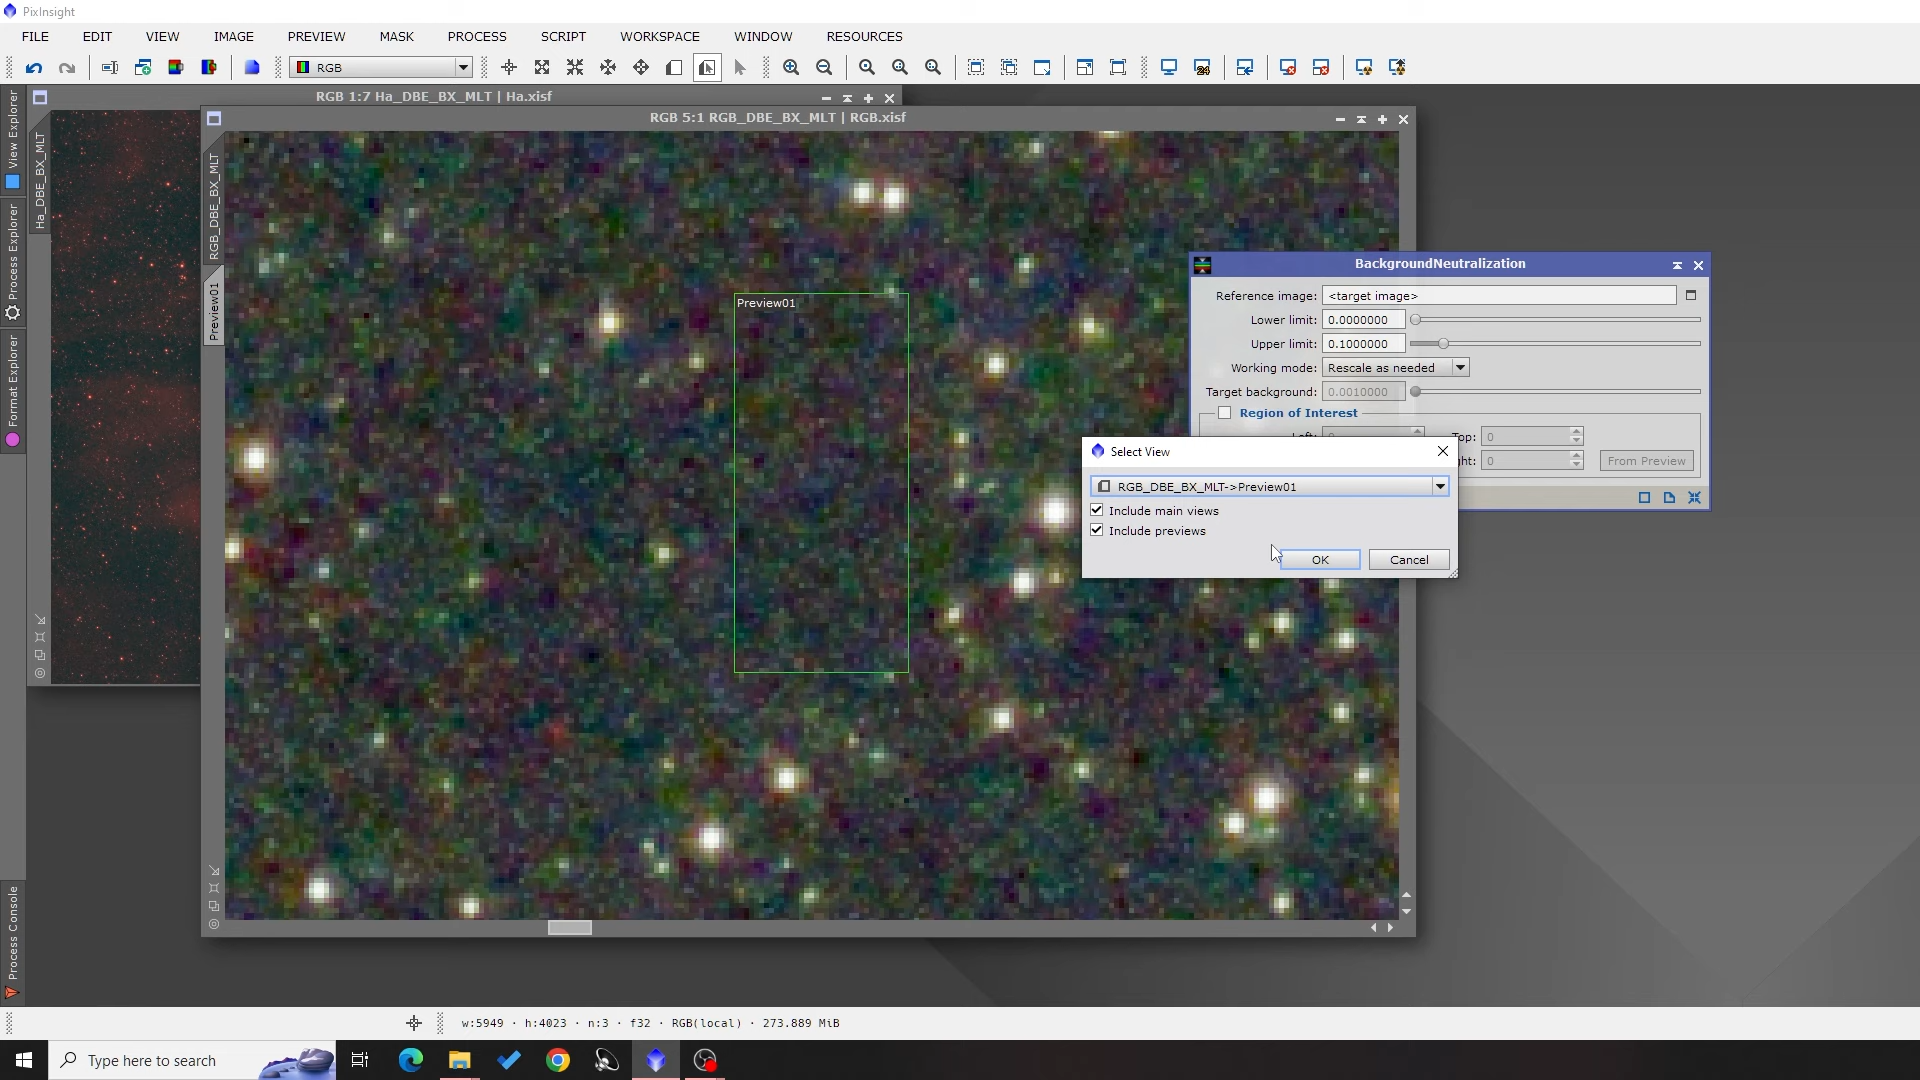 PixInsight
FILE EDIT VIEW IMAGE PREVIEW MASK PROCESS SCRIPT WORKSPACE WINDOW RESOURCES
RGB
24
View Explorer
Process Explorer
Format Explorer
Process Console
RGB 1:7 Ha_DBE_BX_MLT | Ha.xisf
Ha_DBE_BX_MLT
RGB 5:1 RGB_DBE_BX_MLT | RGB.xisf
RGB_DBE_BX_MLT
Preview01
Preview01
BackgroundNeutralization
Reference image: <target image>
Lower limit: 0.0000000
Upper limit: 0.1000000
Working mode: Rescale as needed
Target background: 0.0010000
Region of Interest
Left: 0 Top: 0
ght: 0 From Preview
Select View
RGB_DBE_BX_MLT->Preview01
Include main views
Include previews
OK Cancel
w:5949 · h:4023 · n:3 · f32 · RGB(local) · 273.889 MiB
Type here to search